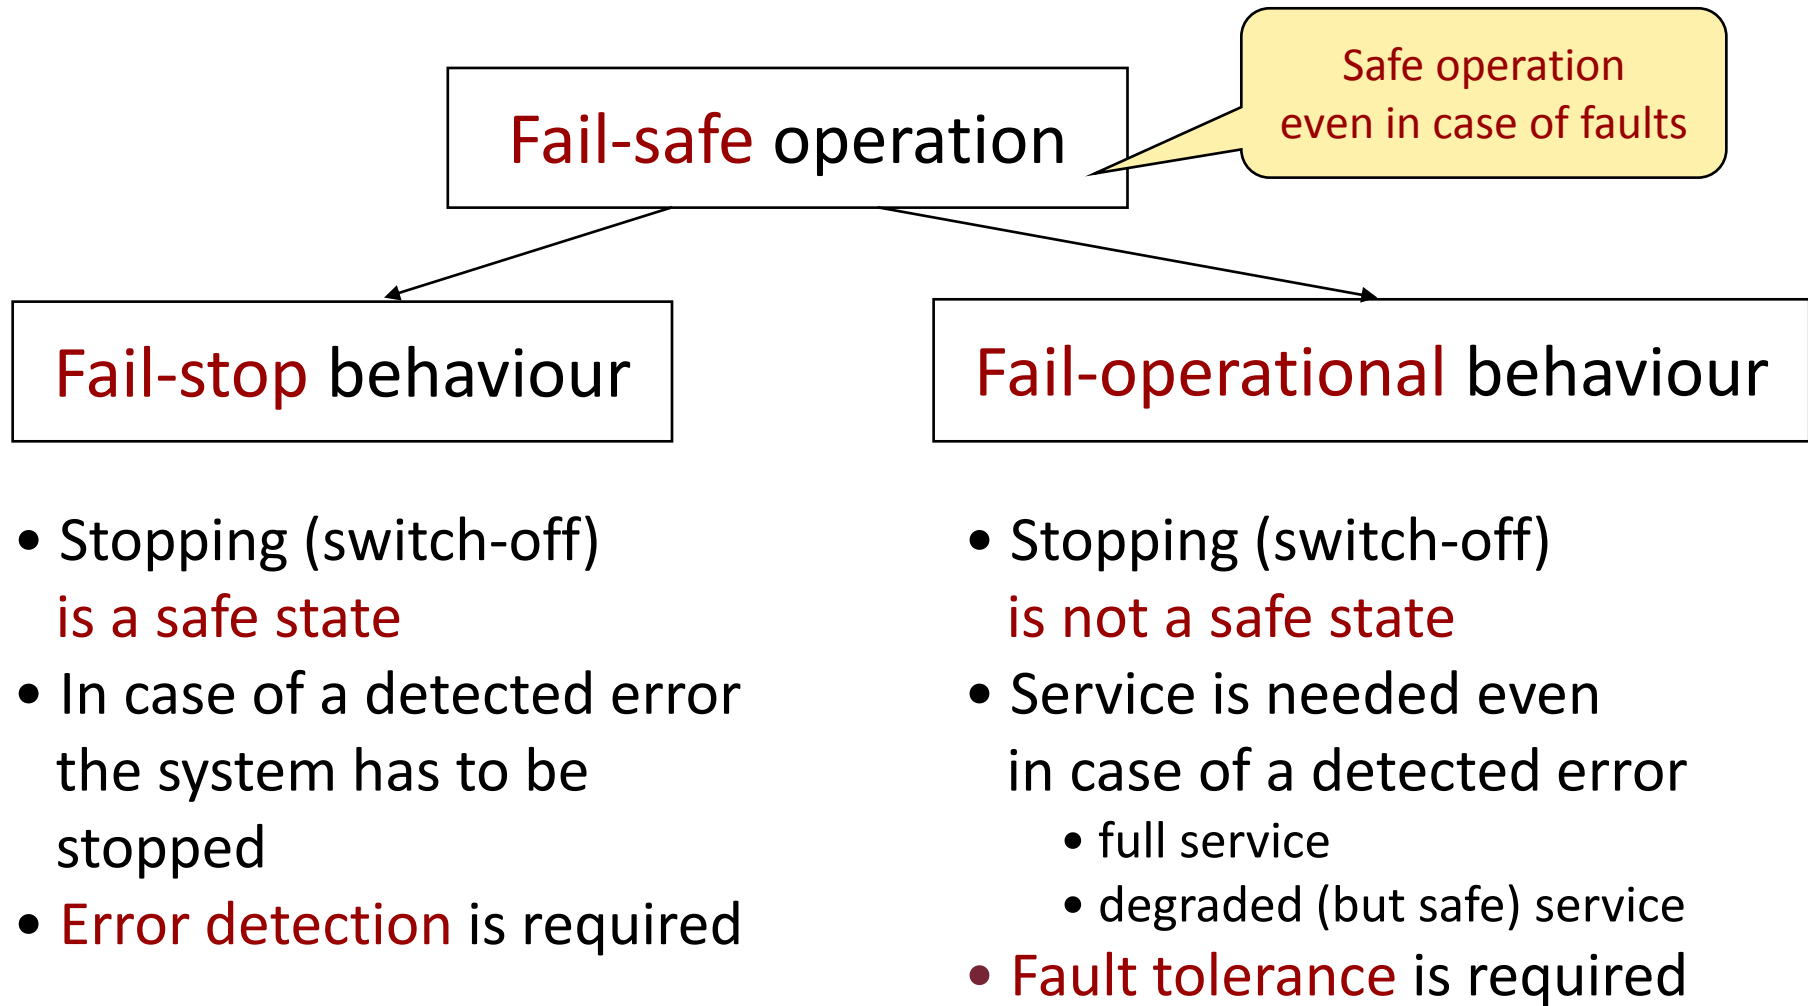 Fail-safe operation
Safe operation
even in case of faults
Fail-stop behaviour
• Stopping (switch-off)
is a safe state
• In case of a detected error
the system has to be
stopped
• Error detection is required
Fail-operational behaviour
• Stopping (switch-off)
is not a safe state
• Service is needed even
in case of a detected error
• full service
• degraded (but safe) service
• Fault tolerance is required